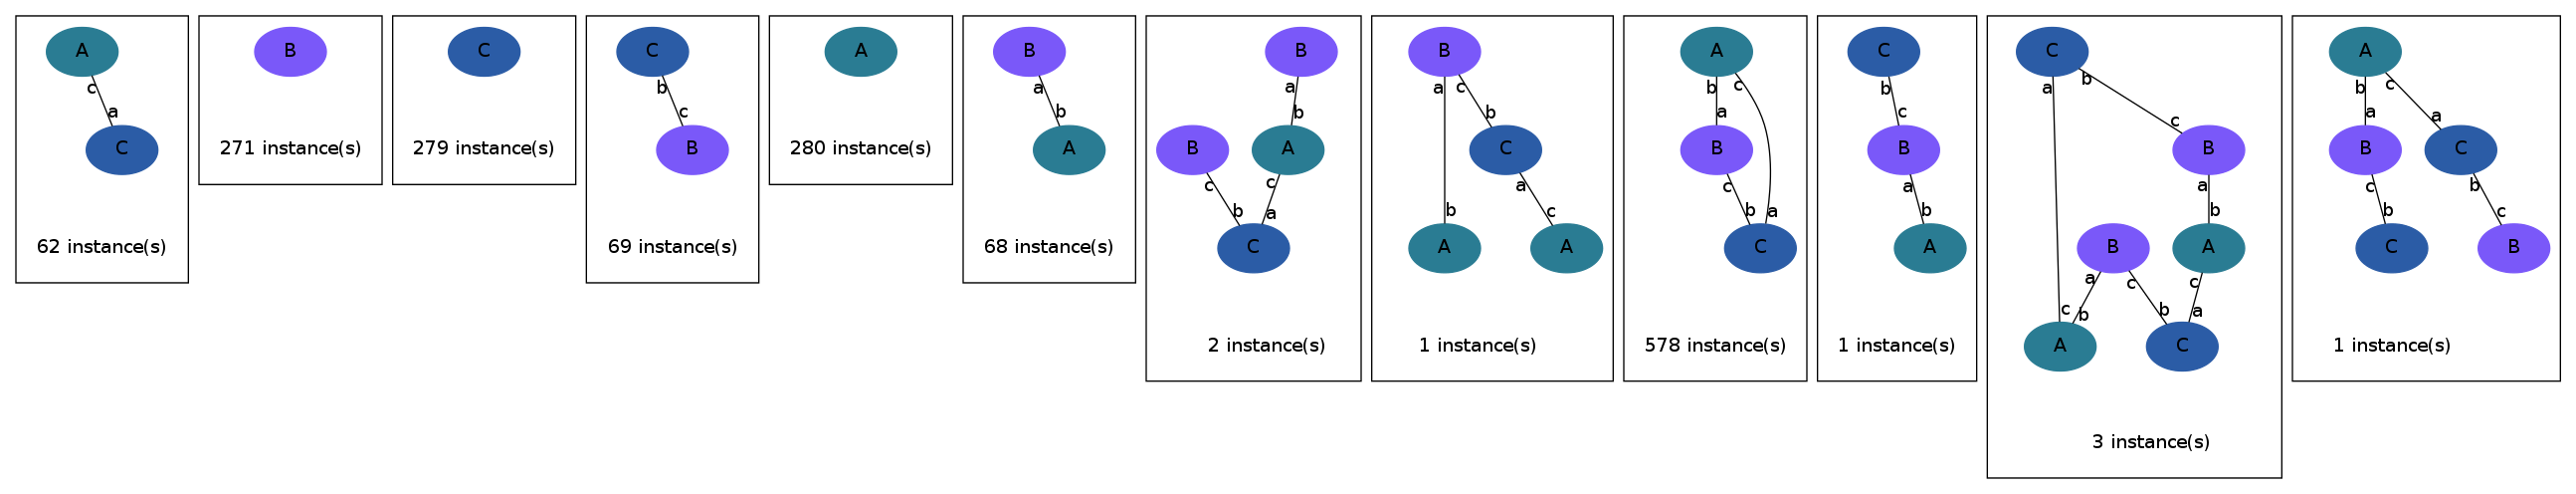 A
c
a
C
62 instance(s)
B
271 instance(s)
C
279 instance(s)
C
b
c
B
69 instance(s)
A
280 instance(s)
B
a
b
A
68 instance(s)
B
a
b
B
A
c
c
b
a
C
2 instance(s)
B
a
c
b
C
a
b
c
A
A
1 instance(s)
A
b
c
a
B
c
b
a
C
578 instance(s)
C
b
c
B
a
b
A
1 instance(s)
C
a
b
c
B
a
b
B
A
a
c
c
c
b
b
a
A
C
3 instance(s)
A
b
c
a
a
B
C
c
b
b
c
C
B
1 instance(s)